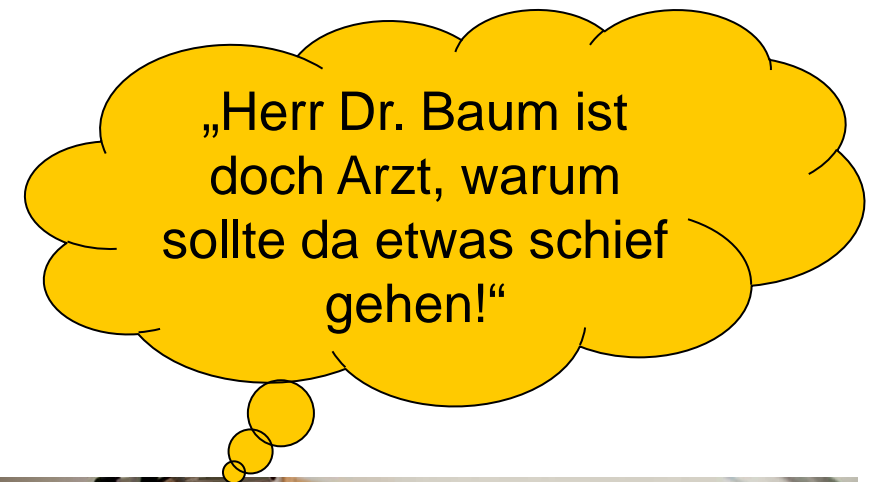 „Herr Dr. Baum ist
doch Arzt, warum
sollte da etwas schief
gehen!“